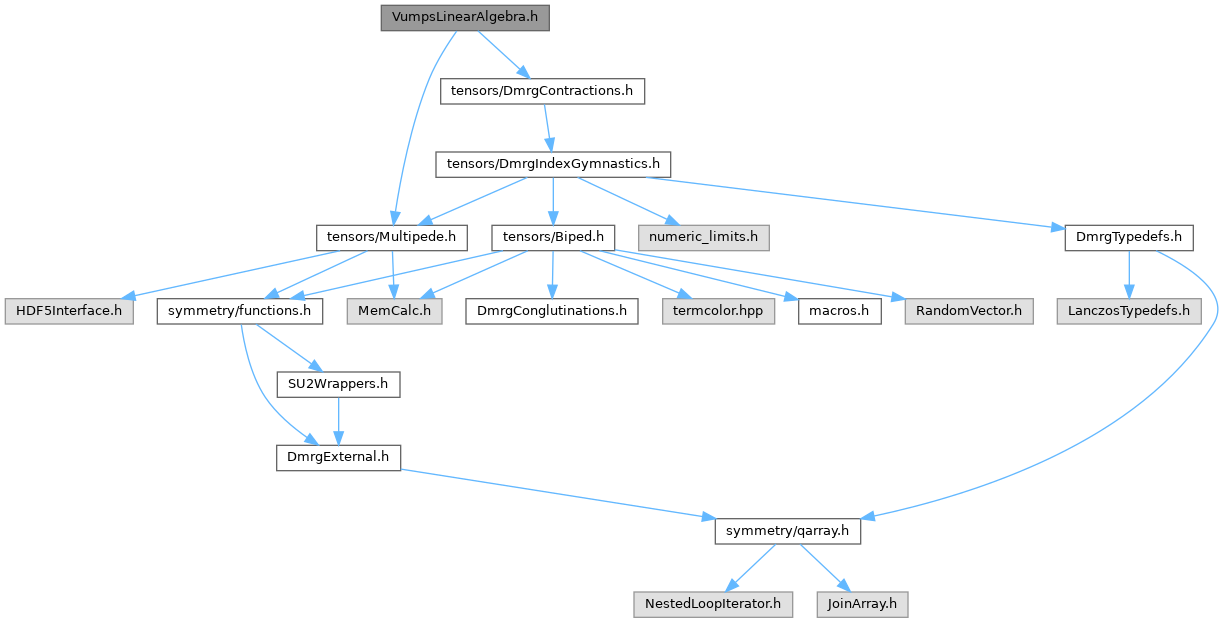 VumpsLinearAlgebra.h
tensors/DmrgContractions.h
tensors/DmrgIndexGymnastics.h
tensors/Multipede.h
tensors/Biped.h
numeric_limits.h
DmrgTypedefs.h
HDF5Interface.h
symmetry/functions.h
MemCalc.h
DmrgConglutinations.h
termcolor.hpp
macros.h
RandomVector.h
LanczosTypedefs.h
SU2Wrappers.h
DmrgExternal.h
symmetry/qarray.h
NestedLoopIterator.h
JoinArray.h